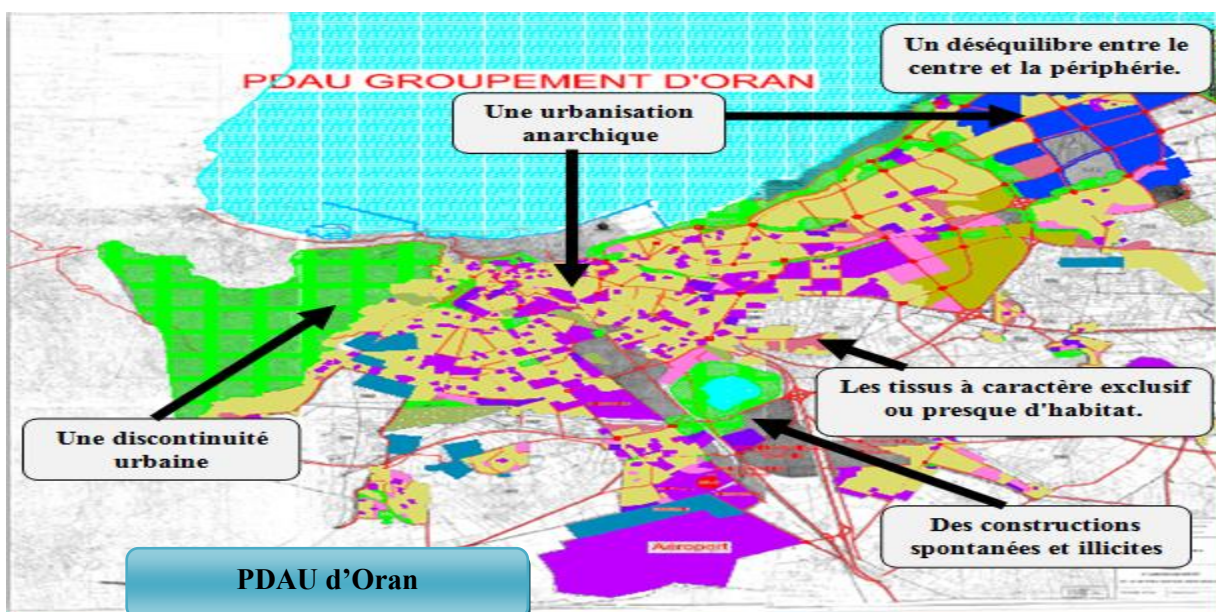 Un déséquilibre entre le
centre et la périphérie.
PDAU GROUPEMENT D'ORAN
Une urbanisation
anarchique
Les tissus à caractère exclusif
ou presque d'habitat.
Une discontinuité
urbaine
Des constructions
spontanées et illicites
Aéroport
PDAU d’Oran